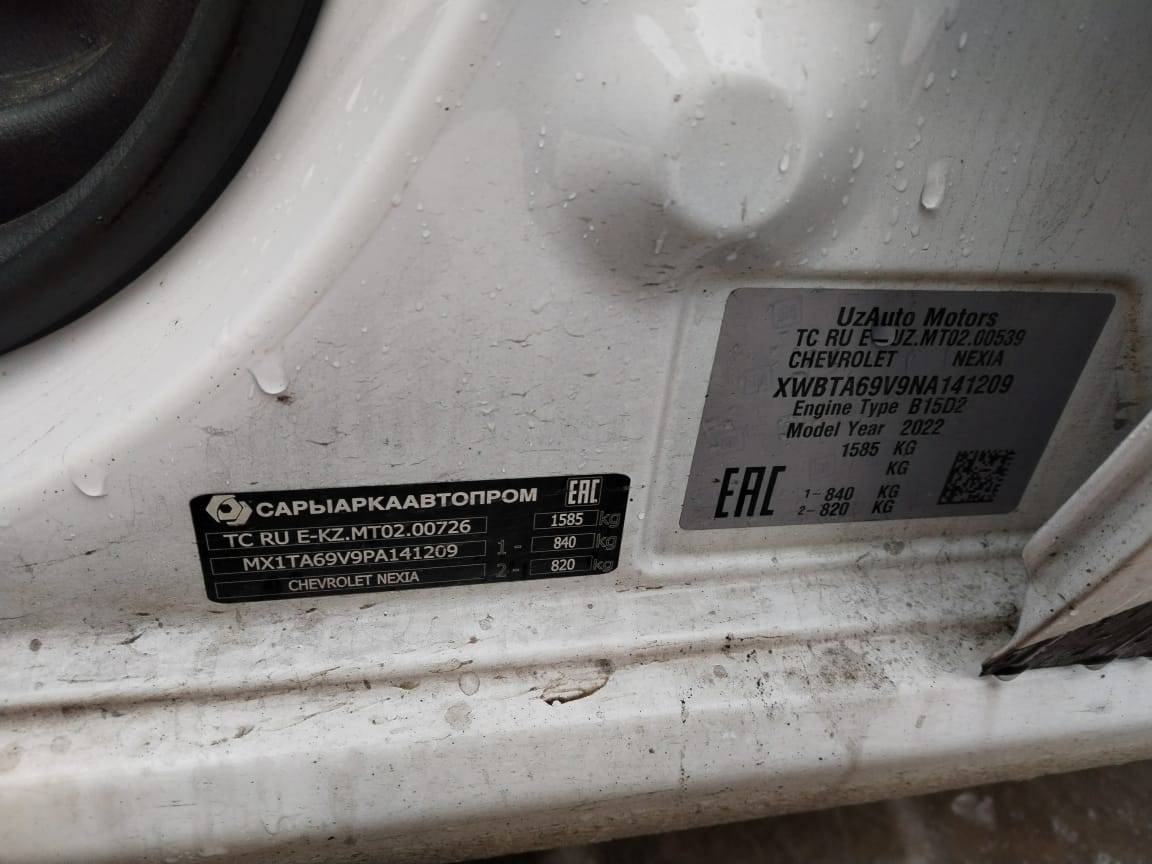 UzAuto Motors
TC RU E-UZ.MT02.00539
CHEVROLET NEXIA
XWBTA69V9NA141209
Engine Type B15D2
Model Year 2022
1585 KG
KG
EAC
1- 840 KG
2- 820 KG
САРЫАРКААВТОПРОМ EAC
TC RU E-KZ.MT02.00726 1585 kg
MX1TA69V9PA141209 1 - 840 kg
CHEVROLET NEXIA 2 - 820 kg